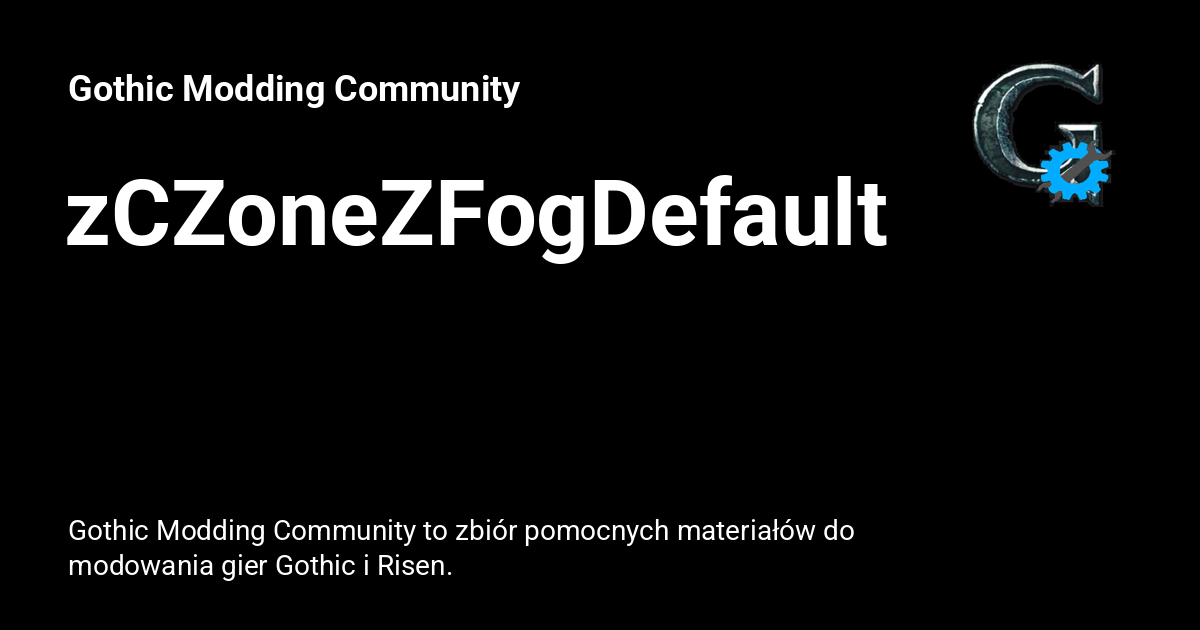 Gothic Modding Community
zCZoneZFogDefault
Gothic Modding Community to zbiór pomocnych materiałów do
modowania gier Gothic i Risen.